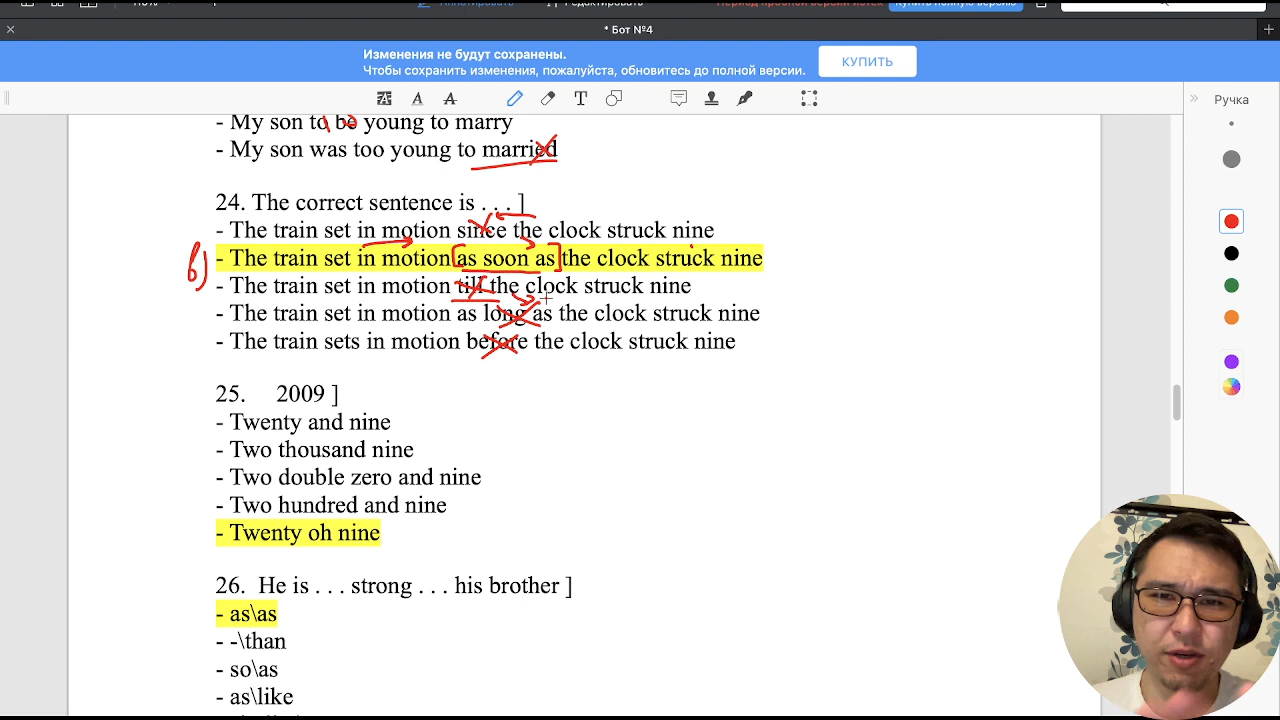 Аннотировать
Редактировать
Купить полную версию
* Бот №4
Изменения не будут сохранены.
Чтобы сохранить изменения, пожалуйста, обновитесь до полной версии.
КУПИТЬ
Ручка
- My son to be young to marry
- My son was too young to married
24. The correct sentence is . . . ]
- The train set in motion since the clock struck nine
в) - The train set in motion as soon as the clock struck nine
- The train set in motion till the clock struck nine
- The train set in motion as long as the clock struck nine
- The train sets in motion before the clock struck nine
25. 2009 ]
- Twenty and nine
- Two thousand nine
- Two double zero and nine
- Two hundred and nine
- Twenty oh nine
26. He is . . . strong . . . his brother ]
- as\as
- -\than
- so\as
- as\like